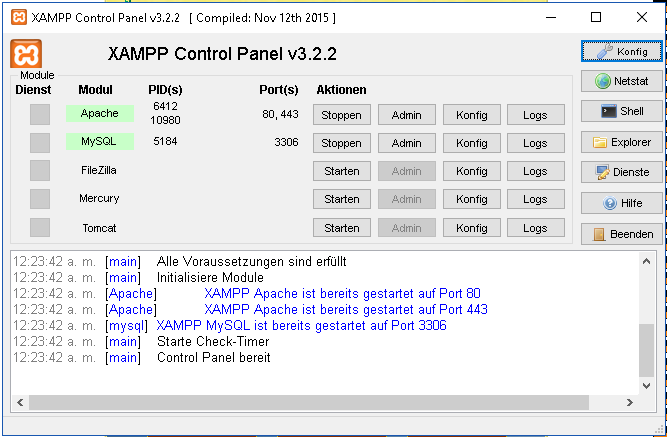 XAMPP Control Panel v3.2.2 [ Compiled: Nov 12th 2015 ]
XAMPP Control Panel v3.2.2
Konfig
Module
Dienst Modul PID(s) Port(s) Aktionen
Netstat
Apache 6412 80, 443 Stoppen Admin Konfig Logs
10980
Shell
MySQL 5184 3306 Stoppen Admin Konfig Logs
Explorer
FileZilla Starten Admin Konfig Logs
Dienste
Mercury Starten Admin Konfig Logs
Hilfe
Tomcat Starten Admin Konfig Logs
Beenden
12:23:42 a. m. [main] Alle Voraussetzungen sind erfüllt
12:23:42 a. m. [main] Initialisiere Module
12:23:42 a. m. [Apache] XAMPP Apache ist bereits gestartet auf Port 80
12:23:42 a. m. [Apache] XAMPP Apache ist bereits gestartet auf Port 443
12:23:42 a. m. [mysql] XAMPP MySQL ist bereits gestartet auf Port 3306
12:23:42 a. m. [main] Starte Check-Timer
12:23:42 a. m. [main] Control Panel bereit